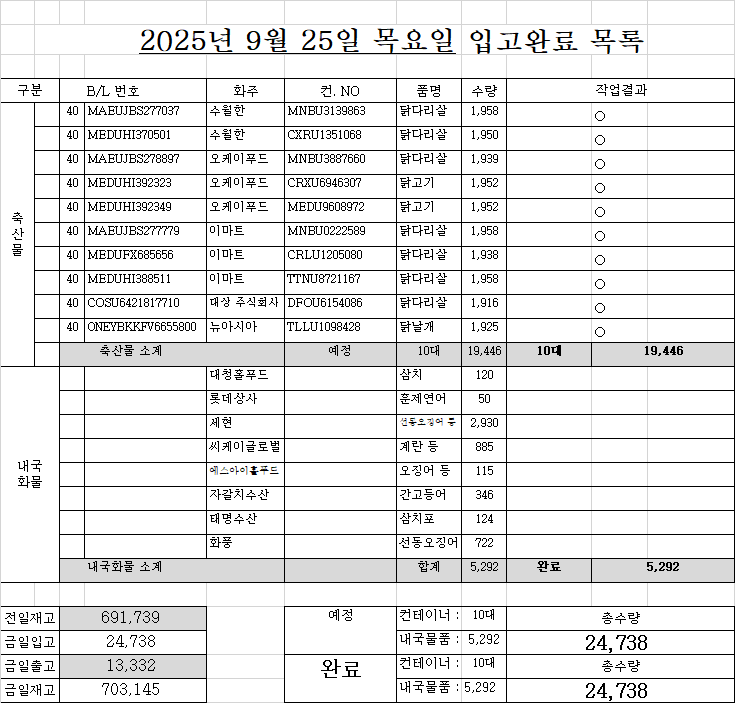 2025년 9월 25일 목요일 입고완료 목록
구분 B/L 번호 화주 컨. NO 품명 수량 작업결과
축산물
40 MAEUJBS277037 수월한 MNBU3139863 닭다리살 1,958 ○
40 MEDUHI370501 수월한 CXRU1351068 닭다리살 1,950 ○
40 MAEUJBS278897 오케이푸드 MNBU3887660 닭다리살 1,939 ○
40 MEDUHI392323 오케이푸드 CRXU6946307 닭고기 1,952 ○
40 MEDUHI392349 오케이푸드 MEDU9608972 닭고기 1,952 ○
40 MAEUJBS277779 이마트 MNBU0222589 닭다리살 1,958 ○
40 MEDUFX685656 이마트 CRLU1205080 닭다리살 1,938 ○
40 MEDUHI388511 이마트 TTNU8721167 닭다리살 1,958 ○
40 COSU6421817710 대상 주식회사 DFOU6154086 닭다리살 1,916 ○
40 ONEYBKKFV6655800 뉴아시아 TLLU1098428 닭날개 1,925 ○
축산물 소계 예정 10대 19,446 10대 19,446
내국화물
대청홀푸드 삼치 120
롯데상사 훈제연어 50
세현 선동오징어 등 2,930
씨케이글로벌 계란 등 885
에스아이홀푸드 오징어 등 115
자갈치수산 간고등어 346
태명수산 삼치포 124
화풍 선동오징어 722
내국화물 소계 합계 5,292 완료 5,292
전일재고 691,739 예정 컨테이너 : 10대 총수량
금일입고 24,738 내국물품 : 5,292 24,738
금일출고 13,332 완료 컨테이너 : 10대 총수량
금일재고 703,145 내국물품 : 5,292 24,738